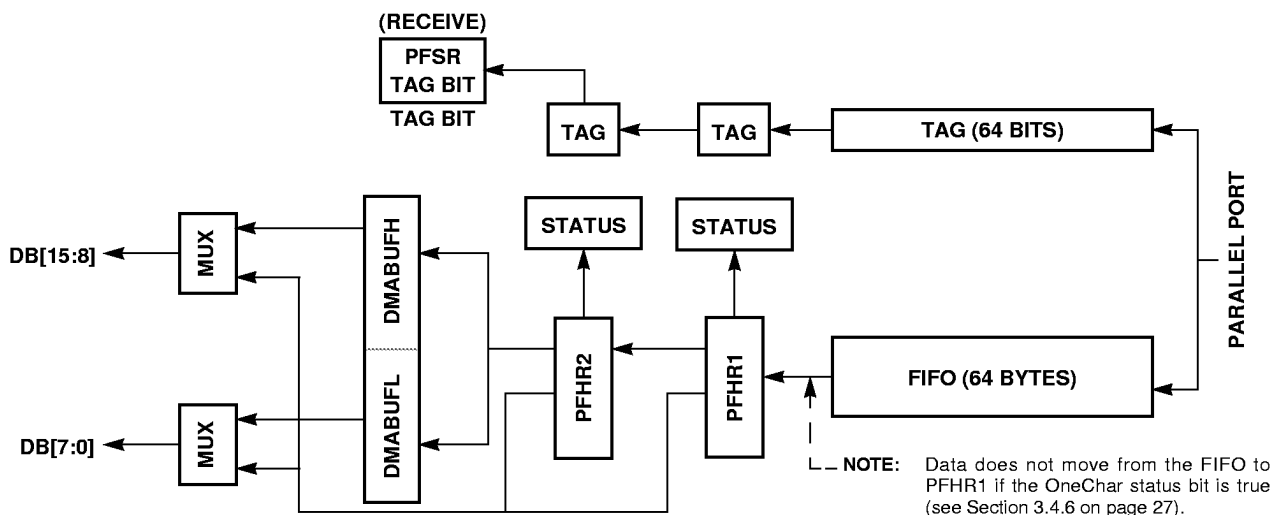 (RECEIVE)
PFSR
TAG BIT
TAG BIT
TAG
TAG
TAG (64 BITS)
PARALLEL PORT
STATUS
STATUS
DB[15:8]
MUX
DMABUFH
DMABUFL
PFHR2
PFHR1
FIFO (64 BYTES)
DB[7:0]
MUX
NOTE: Data does not move from the FIFO to
PFHR1 if the OneChar status bit is true
(see Section 3.4.6 on page 27).